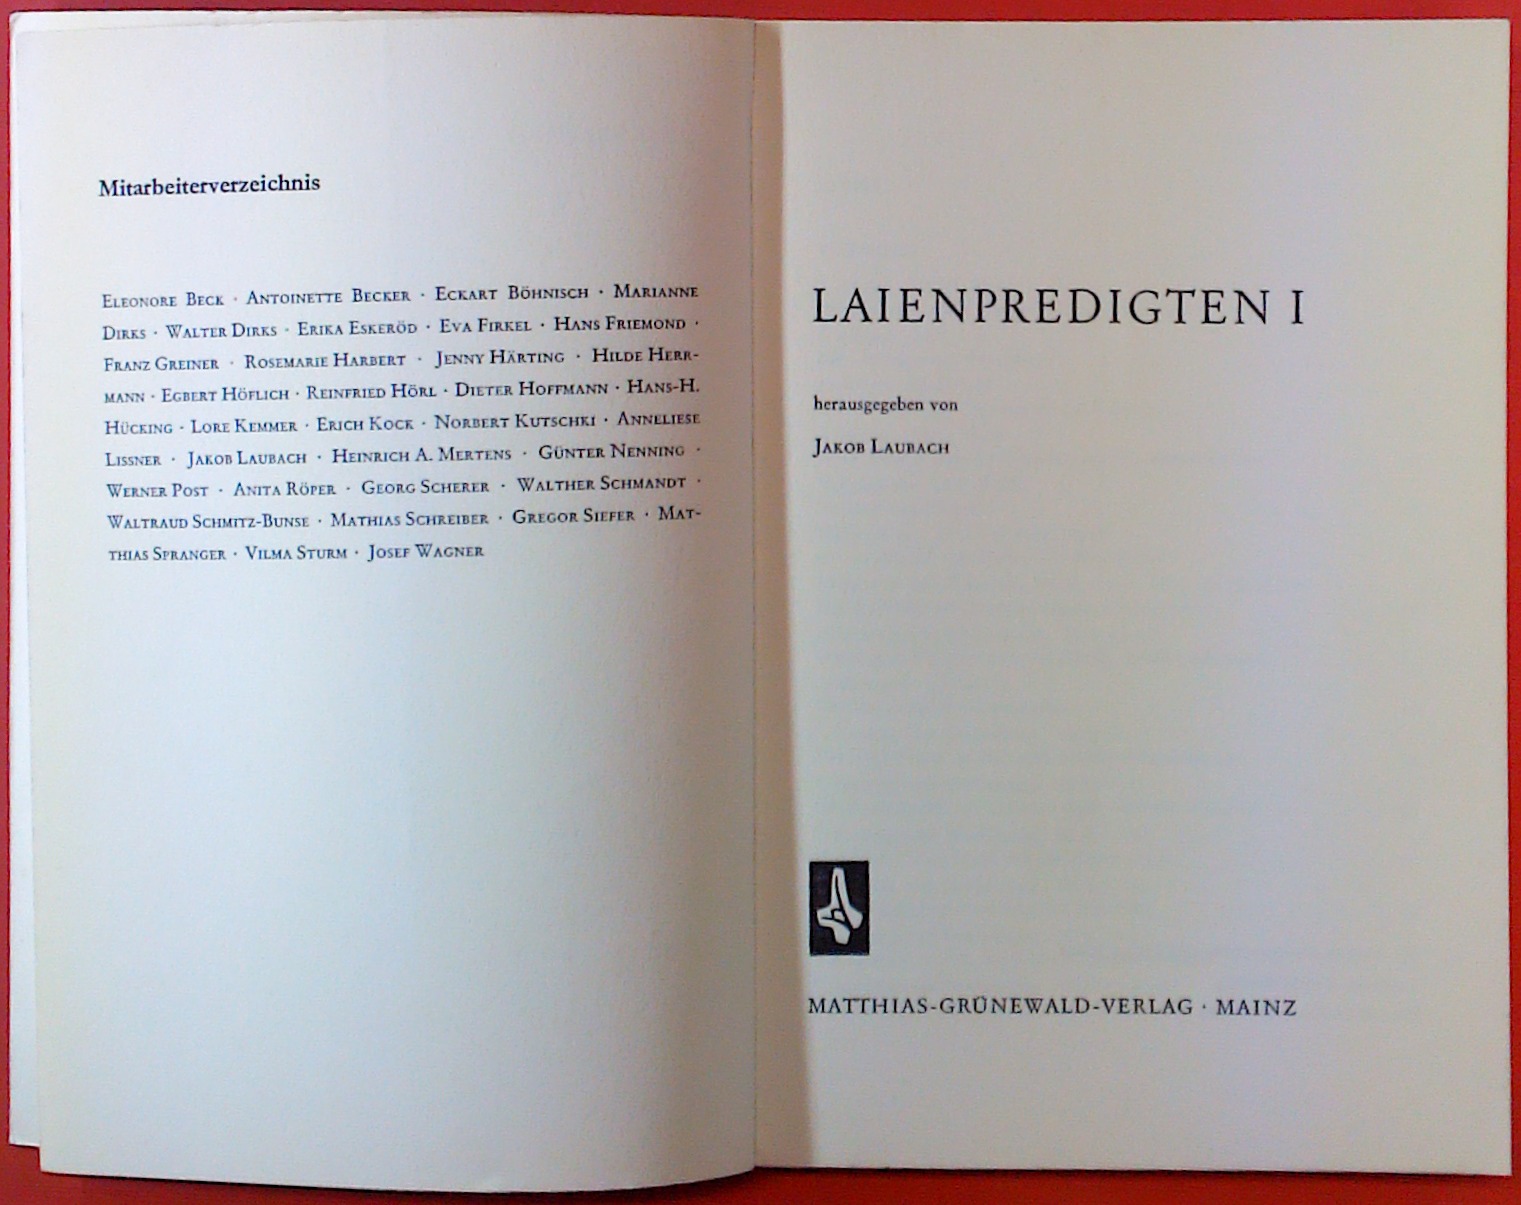 Mitarbeiterverzeichnis
ELEONORE BECK · ANTOINETTE BECKER · ECKART BÖHNISCH · MARIANNE
DIRKS · WALTER DIRKS · ERIKA ESKERÖD · EVA FIRKEL · HANS FRIEMOND ·
FRANZ GREINER · ROSEMARIE HARBERT · JENNY HÄRTING · HILDE HERR-
MANN · EGBERT HÖFLICH · REINFRIED HÖRL · DIETER HOFFMANN · HANS-H.
HÜCKING · LORE KEMMER · ERICH KOCK · NORBERT KUTSCHKI · ANNELIESE
LISSNER · JAKOB LAUBACH · HEINRICH A. MERTENS · GÜNTER NENNING ·
WERNER POST · ANITA RÖPER · GEORG SCHERER · WALTHER SCHMANDT ·
WALTRAUD SCHMITZ-BUNSE · MATHIAS SCHREIBER · GREGOR SIEFER · MAT-
THIAS SPRANGER · VILMA STURM · JOSEF WAGNER
LAIENPREDIGTEN I
herausgegeben von
JAKOB LAUBACH
MATTHIAS-GRÜNEWALD-VERLAG · MAINZ